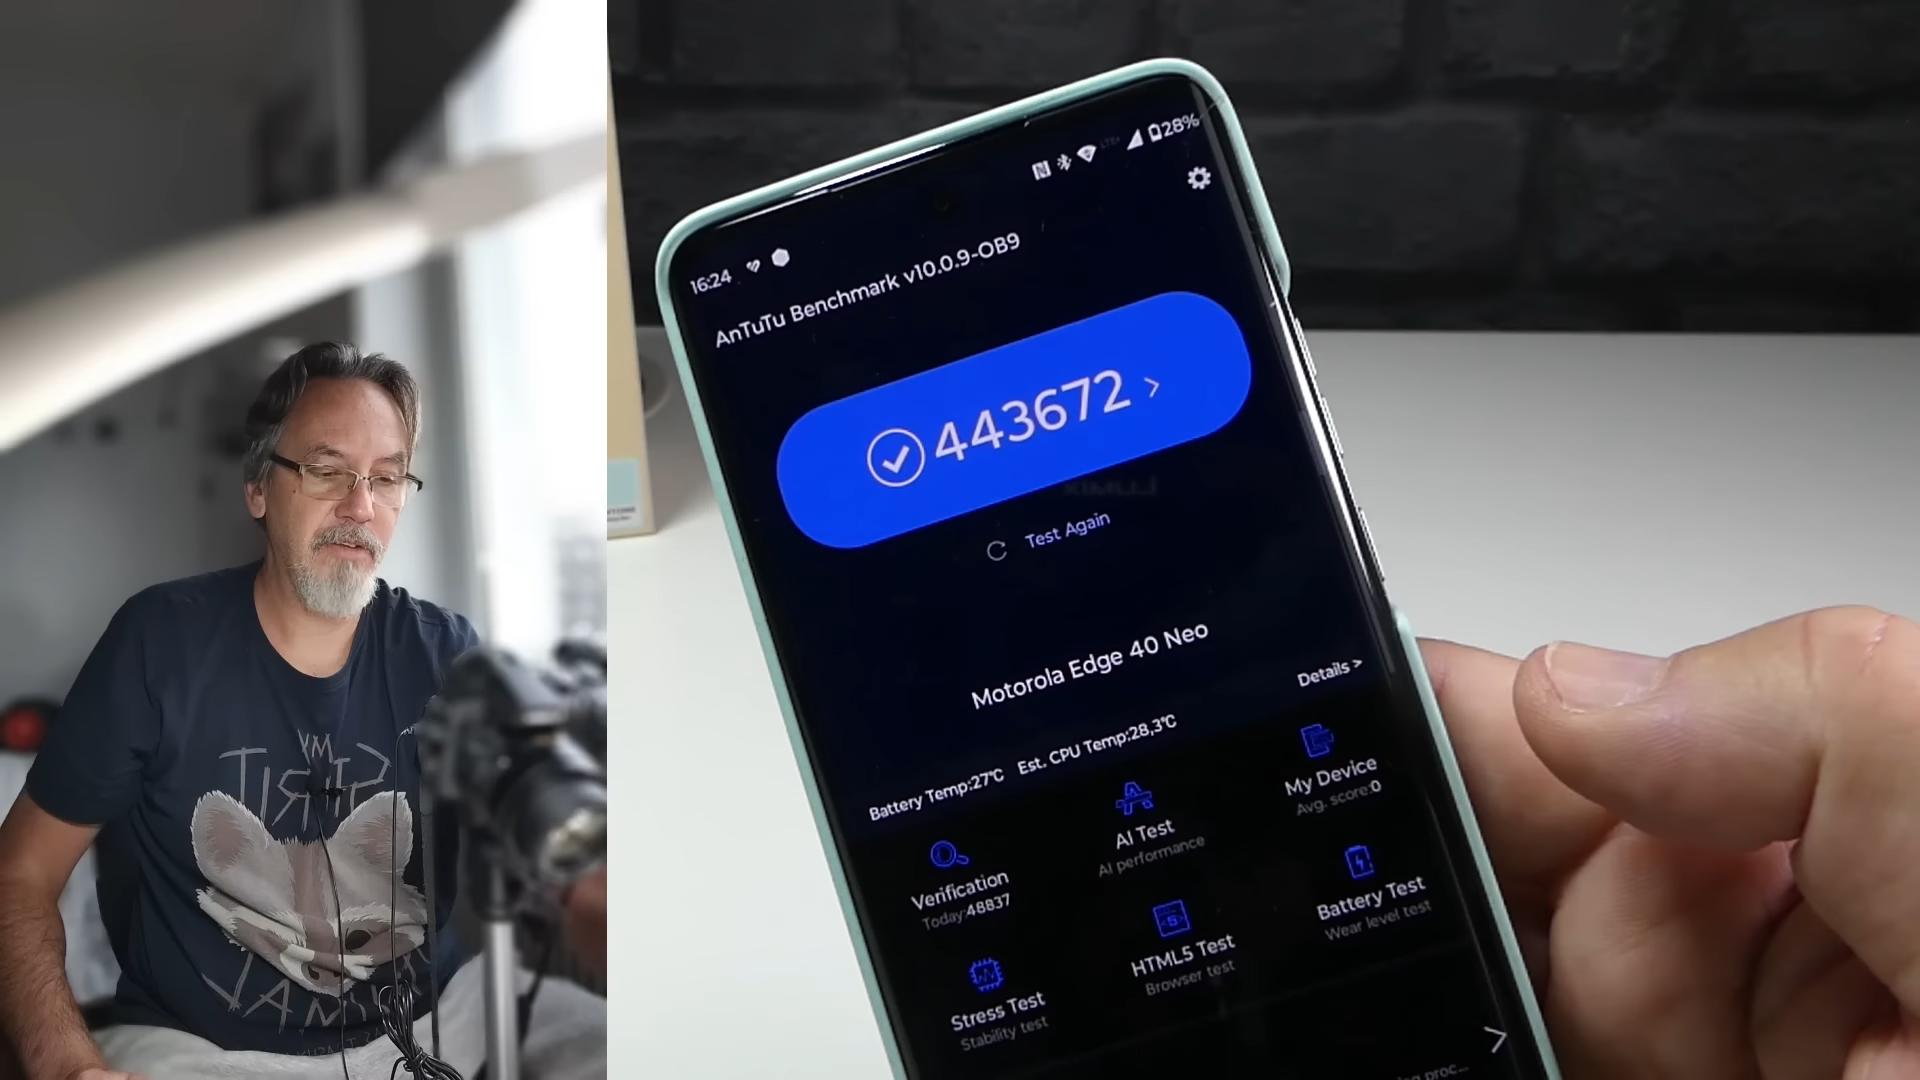 28%
16:24
AnTuTu Benchmark v10.0.9-OB9
443672
Test Again
Motorola Edge 40 Neo
Details >
Battery Temp:27°C Est. CPU Temp:28,3°C
Verification
Today:48837
AI Test
AI performance
My Device
Avg. score:0
Stress Test
Stability test
HTML5 Test
Browser test
Battery Test
Wear level test
MY
SPIRIT